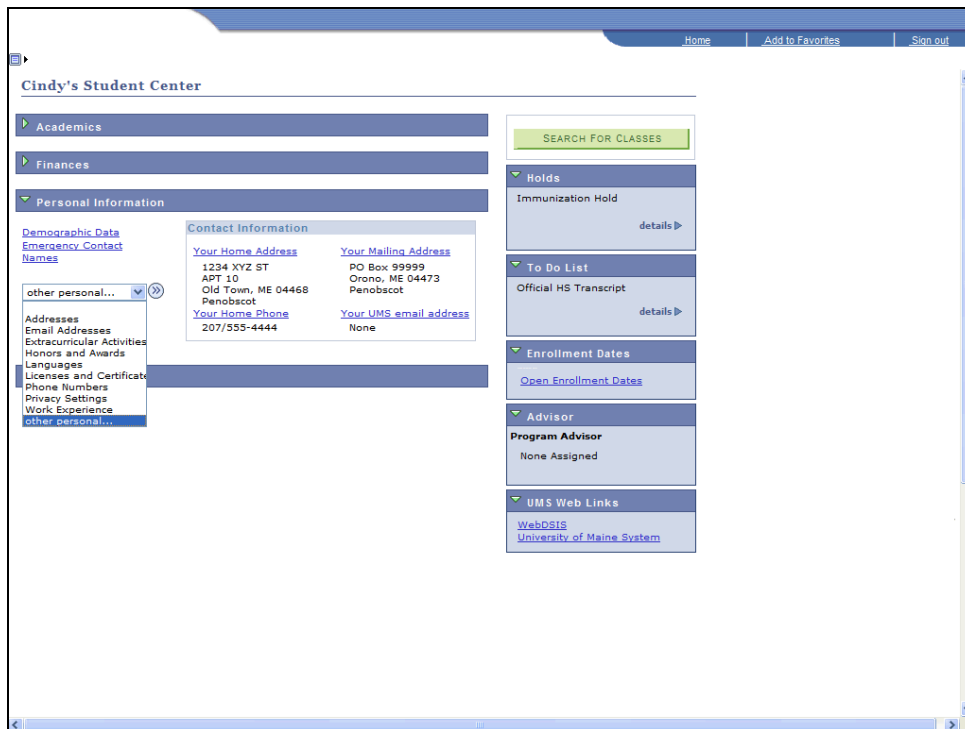 Home Add to Favorites Sign out
Cindy's Student Center
Academics
Finances
Personal Information
Demographic Data
Emergency Contact
Names
other personal...
Addresses
Email Addresses
Extracurricular Activities
Honors and Awards
Languages
Licenses and Certificate
Phone Numbers
Privacy Settings
Work Experience
other personal...
Contact Information
Your Home Address
1234 XYZ ST
APT 10
Old Town, ME 04468
Penobscot
Your Mailing Address
PO Box 99999
Orono, ME 04473
Penobscot
Your Home Phone
207/555-4444
Your UMS email address
None
SEARCH FOR CLASSES
Holds
Immunization Hold
details
To Do List
Official HS Transcript
details
Enrollment Dates
Open Enrollment Dates
Advisor
Program Advisor
None Assigned
UMS Web Links
WebDSIS
University of Maine System